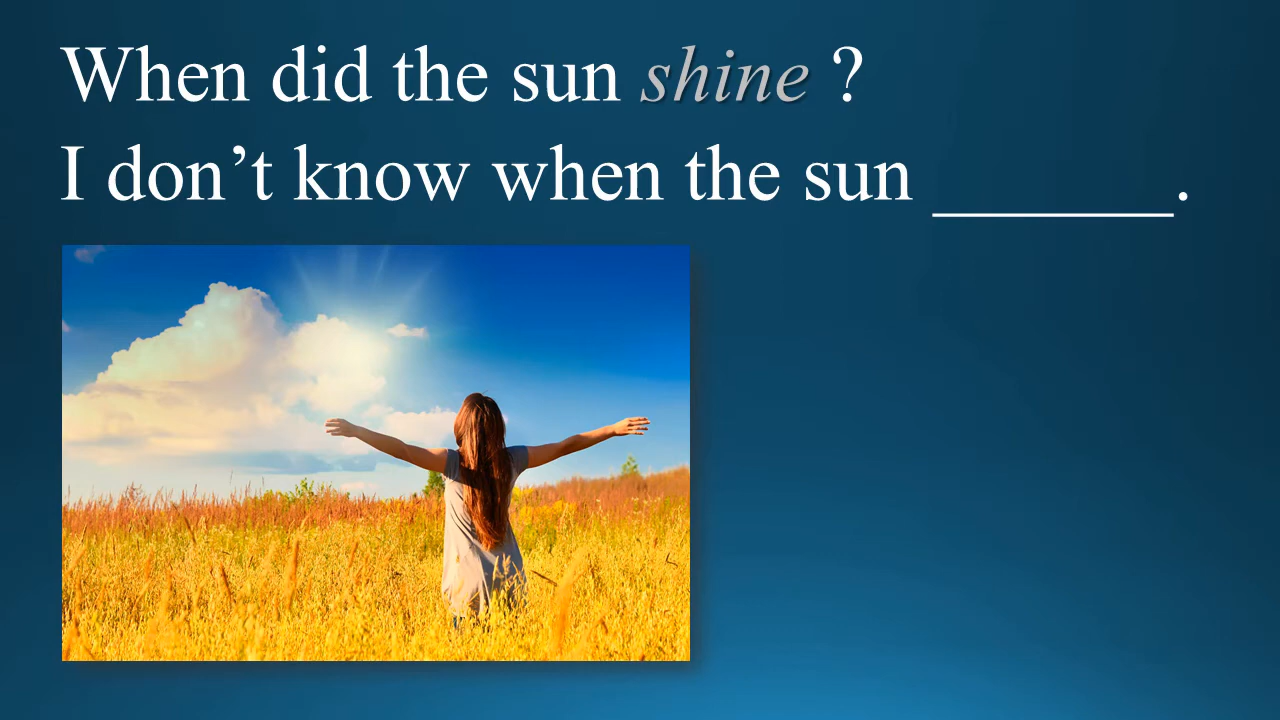 When did the sun shine ?
I don’t know when the sun _______.